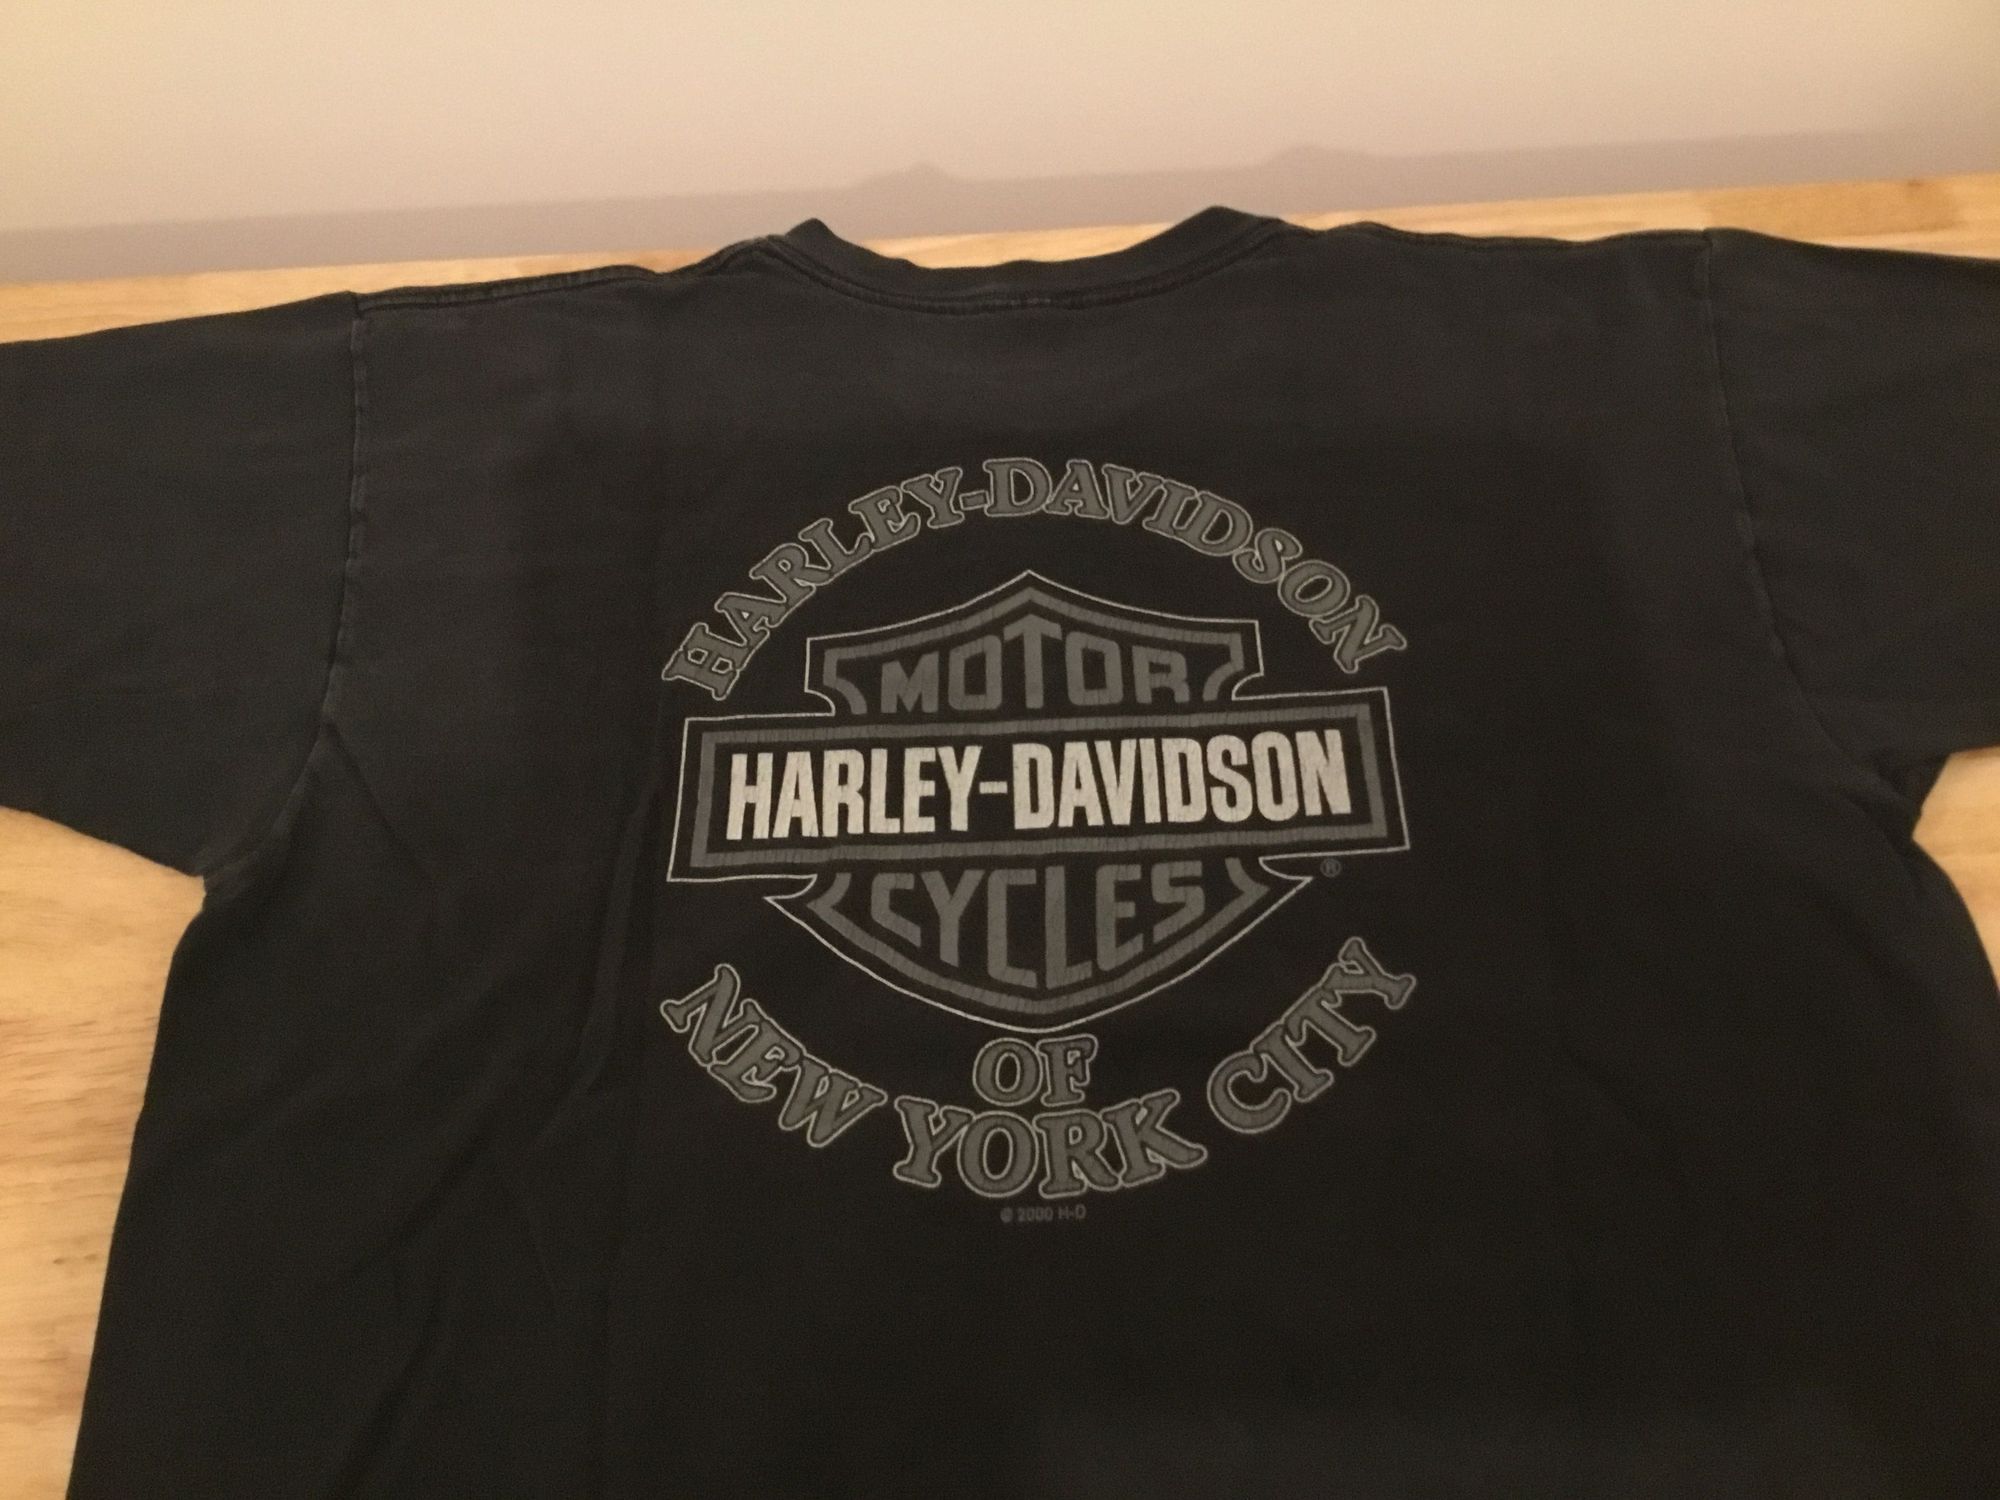 HARLEY-DAVIDSON
MOTOR
HARLEY-DAVIDSON
CYCLES
®
OF
NEW YORK CITY
© 2000 H-D